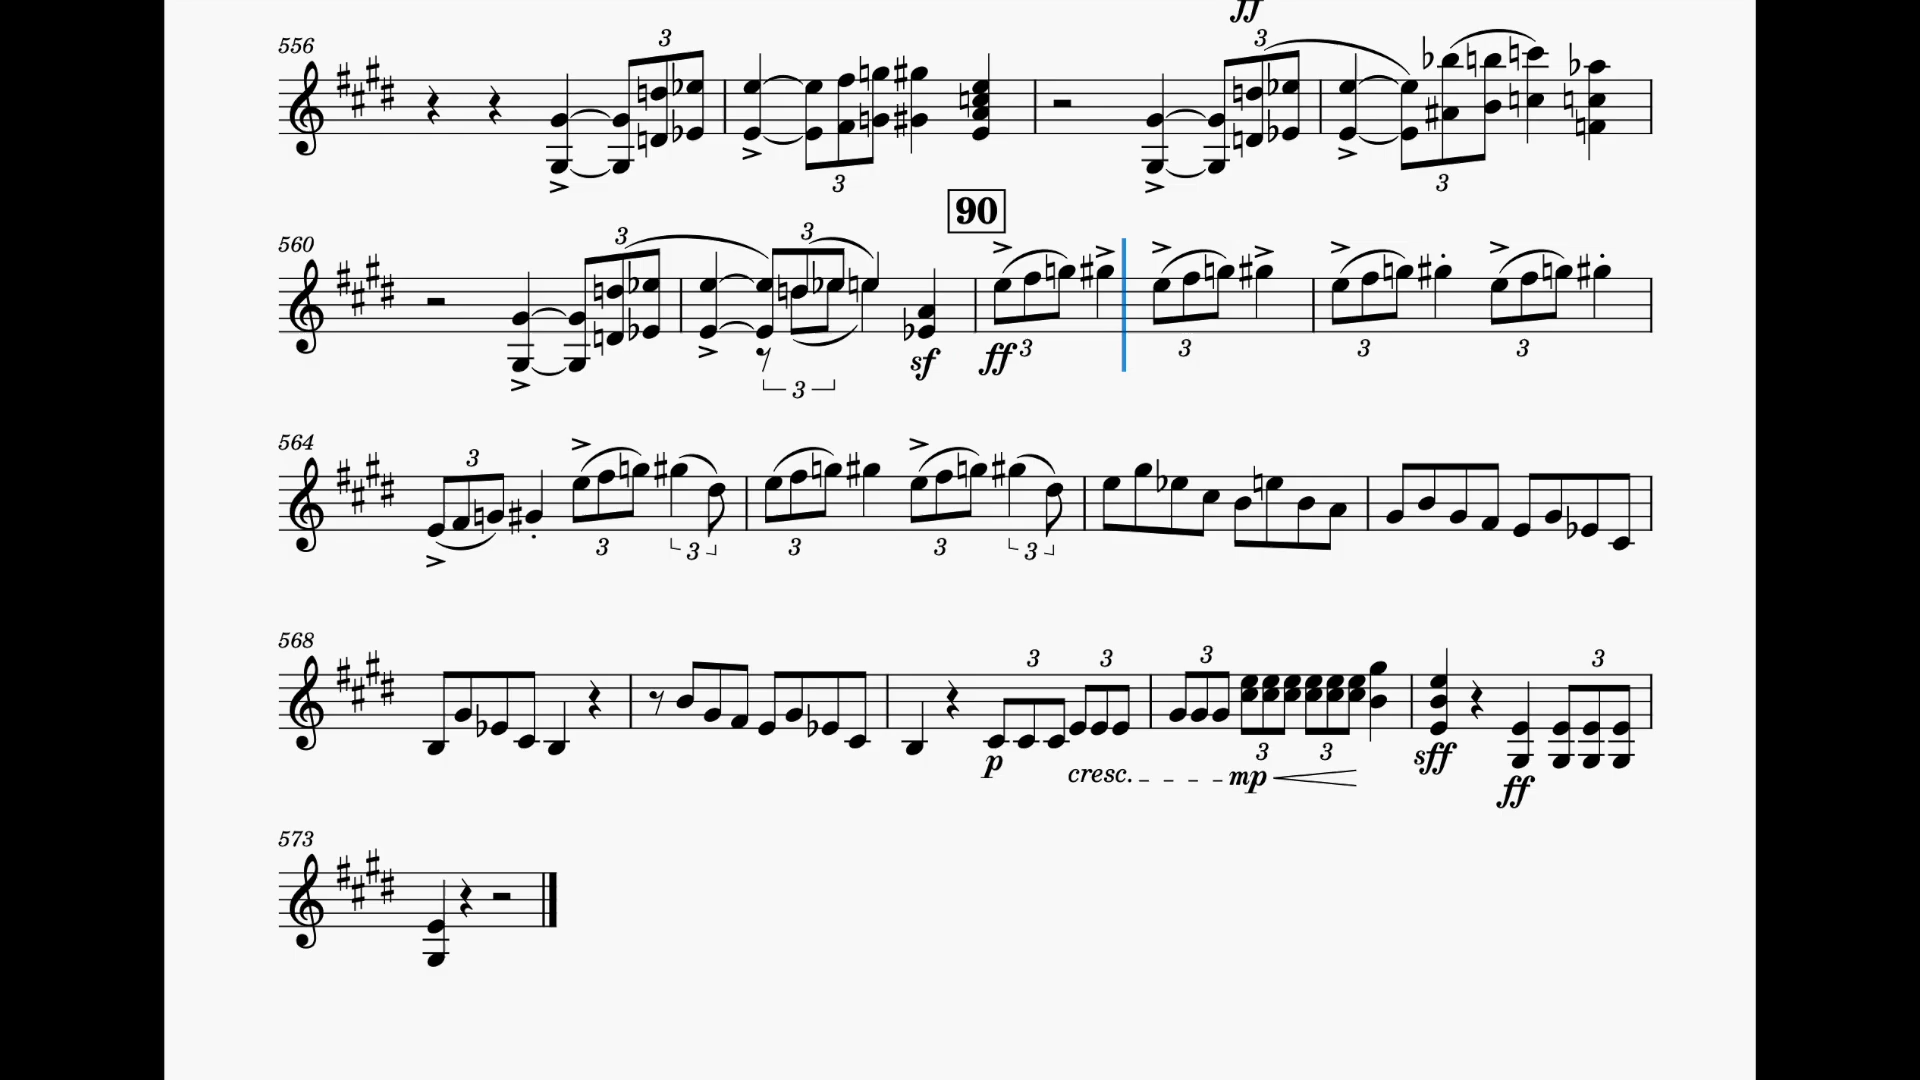 ff
556 3 3
3 3
560 3 3 90
sf ff 3 3 3 3
3
564 3
3 3 3 3 3
568 3 3 3 3
p cresc. mp 3 3 sff
ff
573